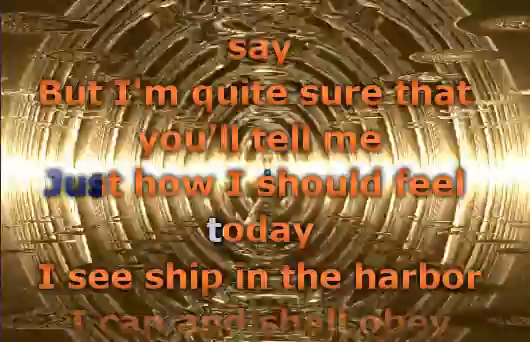 say
But I'm quite sure that
you'll tell me
Just how I should feel
today
I see ship in the harbor
I can and shall obey